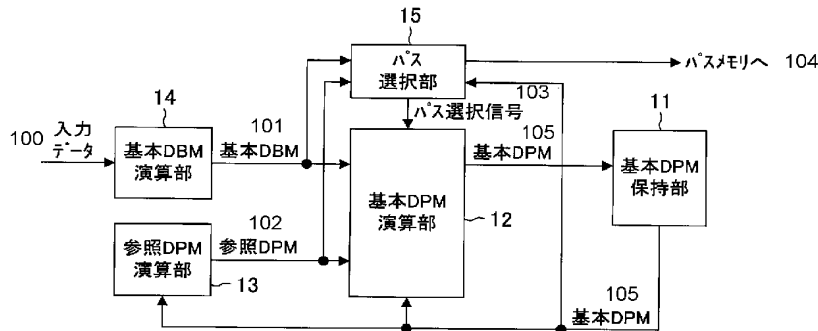 15
パス
選択部
パスメモリへ 104
14
103
パス選択信号
11
100 入力
データ
基本DBM
演算部
101
基本DBM
105
基本DPM
基本DPM
保持部
基本DPM
演算部
12
参照DPM
演算部
102
参照DPM
13
105
基本DPM